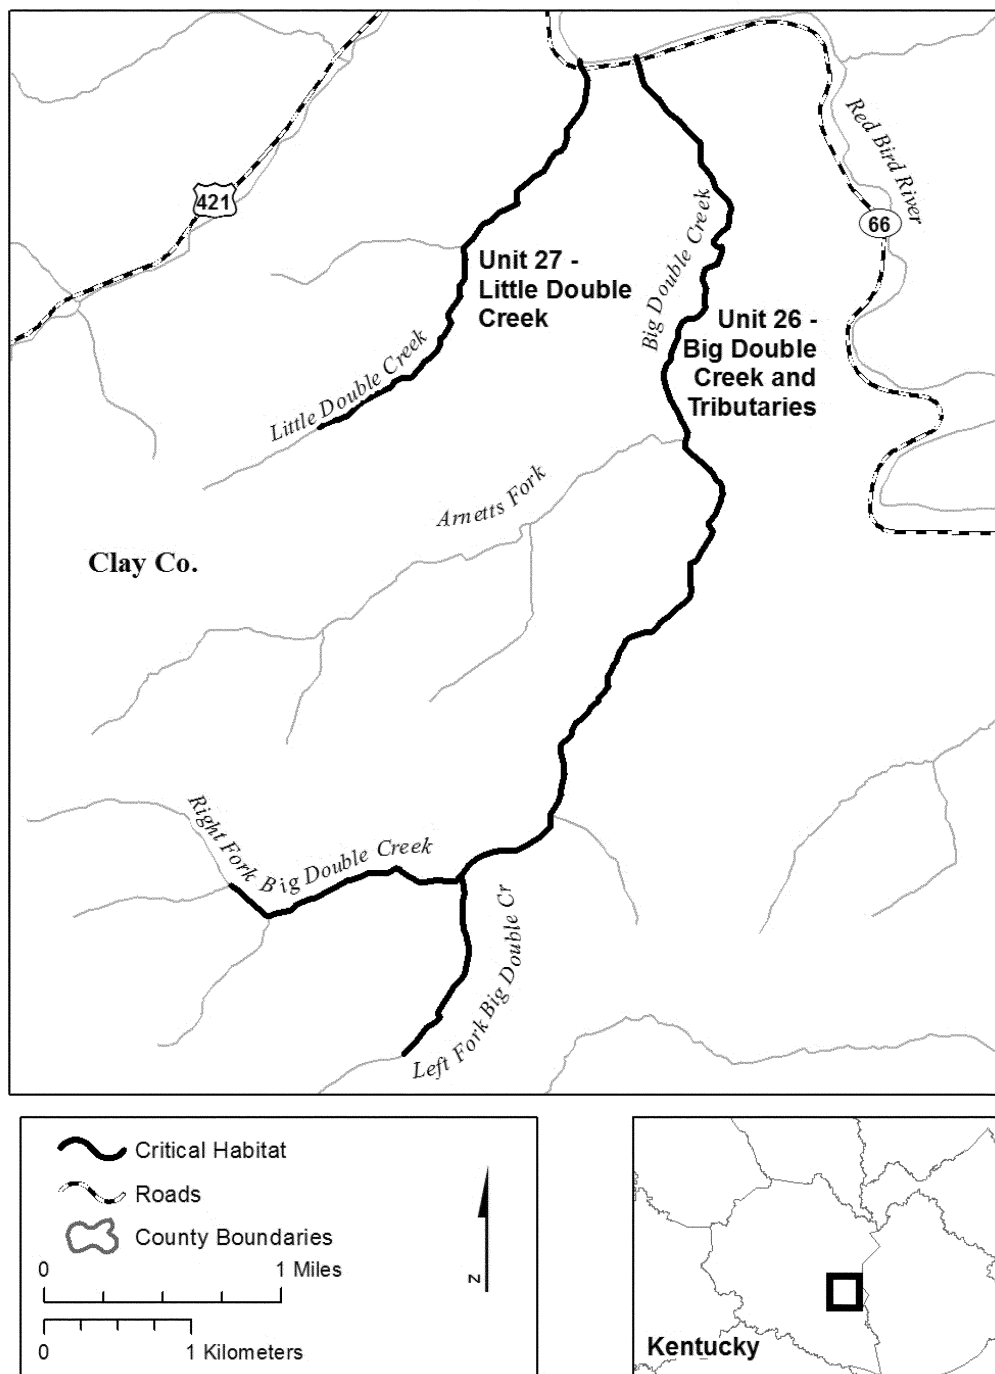 421
Red Bird River
66
Unit 27 -
Little Double
Creek
Big Double Creek
Unit 26 -
Big Double
Creek and
Tributaries
Little Double Creek
Arnetts Fork
Clay Co.
Right Fork Big Double Creek
Left Fork Big Double Cr
Critical Habitat
Roads
County Boundaries
0 1 Miles
0 1 Kilometers
N
Kentucky